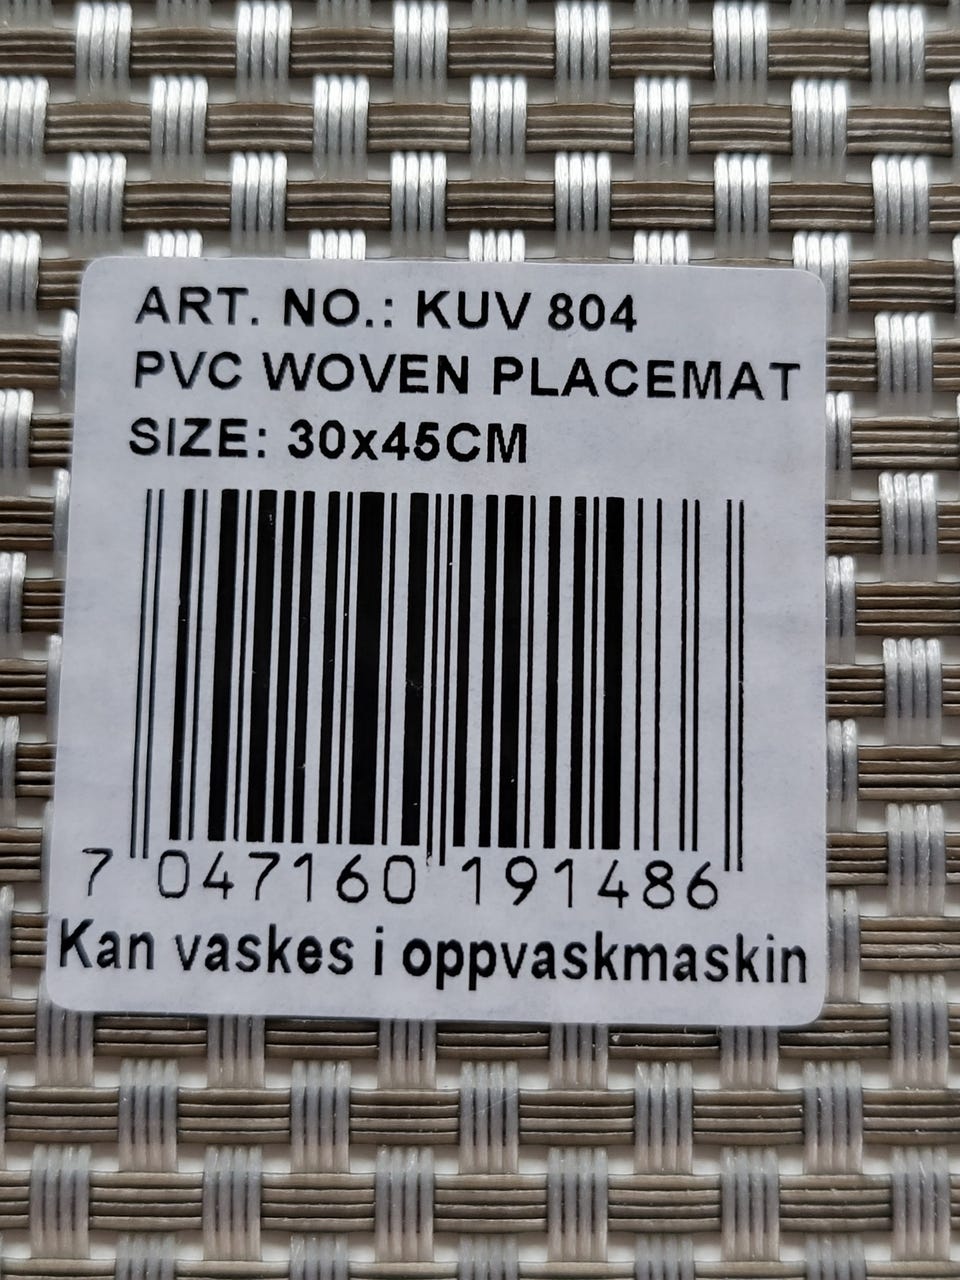 ART. NO.: KUV 804
PVC WOVEN PLACEMAT
SIZE: 30x45CM
7 047160 191486
Kan vaskes i oppvaskmaskin